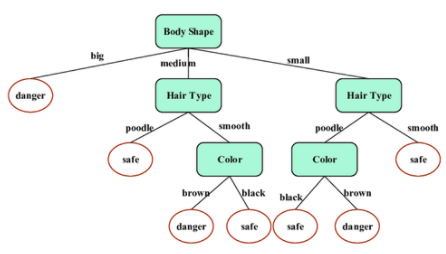 Body Shape
big
medium
small
danger
Hair Type
Hair Type
poodle
smooth
poodle
smooth
safe
Color
Color
safe
brown
black
black
brown
danger
safe
safe
danger